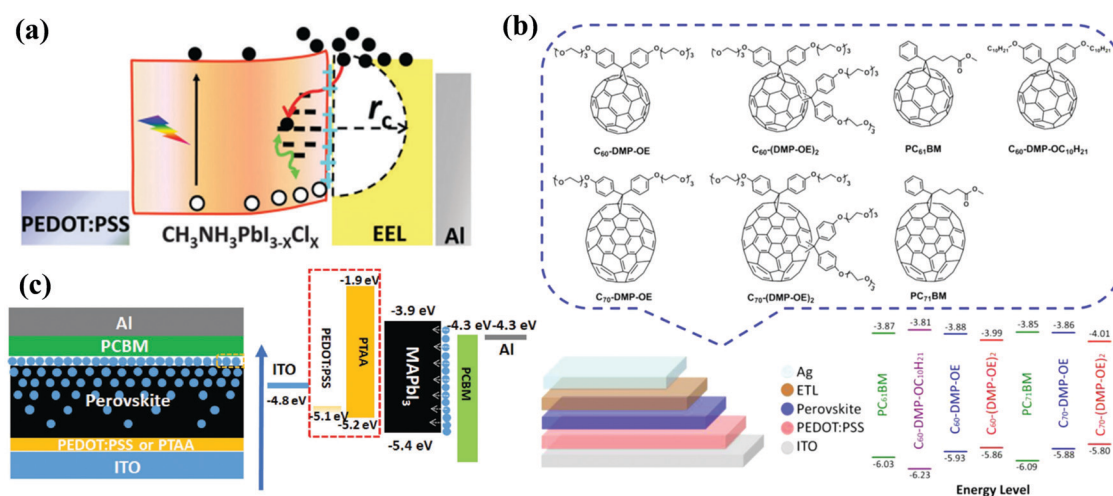 (a)
r_c
PEDOT:PSS
CH₃NH₃PbI₃₋ₓClₓ
EEL
Al
(b)
C₆₀-DMP-OE
C₆₀-(DMP-OE)₂
PC₆₁BM
C₆₀-DMP-OC₁₀H₂₁
C₁₀H₂₁O
OC₁₀H₂₁
C₇₀-DMP-OE
C₇₀-(DMP-OE)₂
PC₇₁BM
Ag
ETL
Perovskite
PEDOT:PSS
ITO
-3.87
-3.81
-3.88
-3.99
-3.85
-3.86
-4.01
PC₆₁BM
C₆₀-DMP-OC₁₀H₂₁
C₆₀-DMP-OE
C₆₀-(DMP-OE)₂
PC₇₁BM
C₇₀-DMP-OE
C₇₀-(DMP-OE)₂
-6.03
-6.23
-5.93
-5.86
-6.09
-5.88
-5.80
Energy Level
(c)
Al
PCBM
Perovskite
PEDOT:PSS or PTAA
ITO
ITO
-4.8 eV
PEDOT:PSS
-5.1 eV
-1.9 eV
PTAA
-5.2 eV
-3.9 eV
MAPbI₃
-5.4 eV
-4.3 eV
PCBM
-4.3 eV
Al